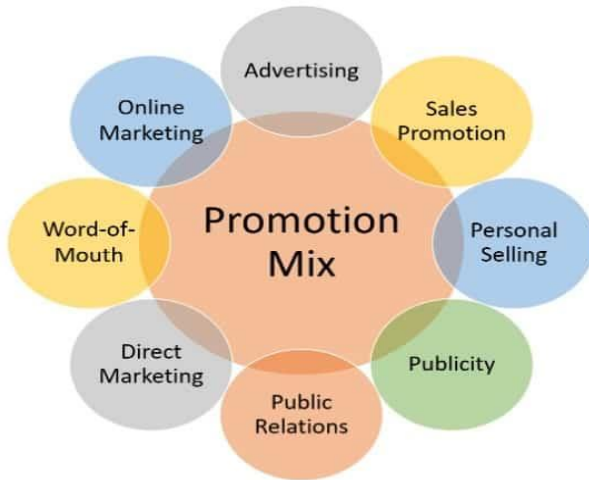 Advertising
Sales
Promotion
Personal
Selling
Publicity
Public
Relations
Direct
Marketing
Word-of-
Mouth
Online
Marketing
Promotion
Mix